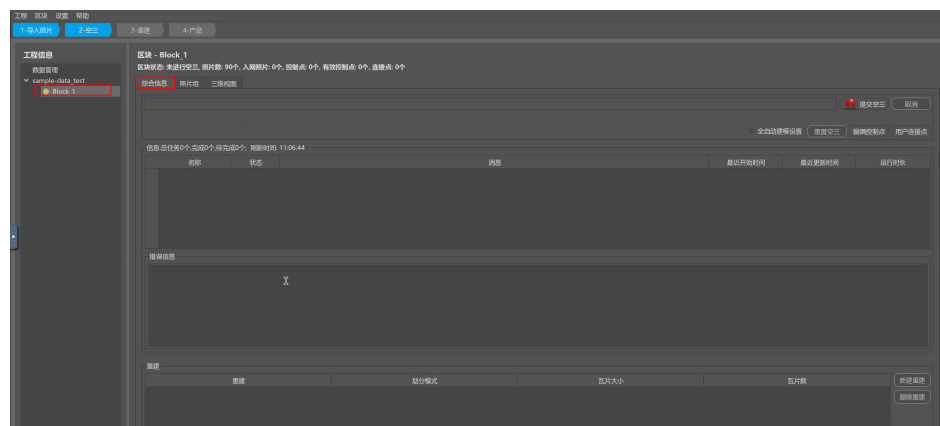 工程 区块 设置 帮助
1-导入照片 2-空三 3-重建 4-产品
工程信息
数据管理
sample-data_test
Block_1
区块 - Block_1
区块状态: 未进行空三, 照片数: 90个, 入网照片: 0个, 控制点: 0个, 有效控制点: 0个, 连接点: 0个
综合信息 照片组 三维视图
提交空三 取消
全自动建模设置 重置空三 编辑控制点 用户连接点
信息:总任务0个,完成0个,待完成0个; 刷新时间: 11:06:44
名称 状态 消息 最近开始时间 最近更新时间 运行时长
错误信息
重建
重建 划分模式 瓦片大小 瓦片数 新建重建
删除重建